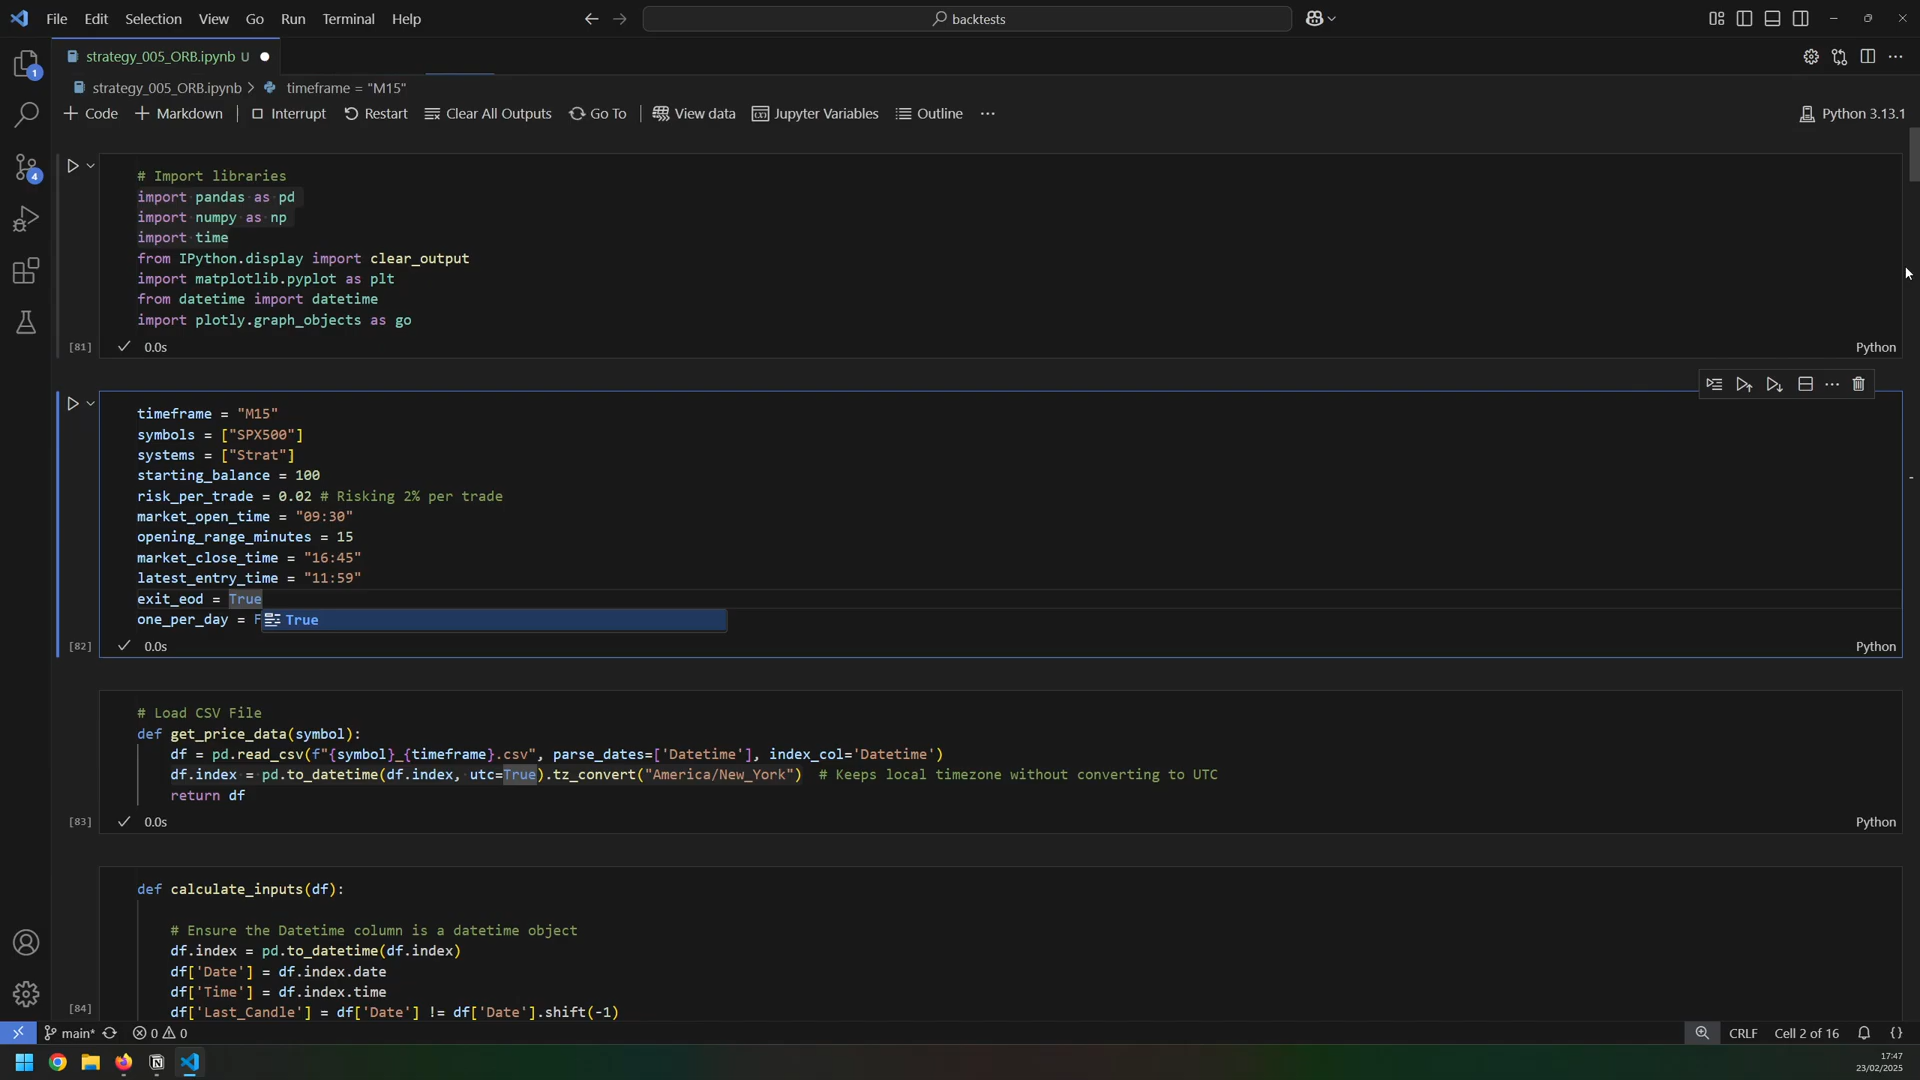 File Edit Selection View Go Run Terminal Help
backtests
strategy_005_ORB.ipynb U
strategy_005_ORB.ipynb > timeframe = "M15"
+ Code + Markdown Interrupt Restart Clear All Outputs Go To View data Jupyter Variables Outline ... Python 3.13.1
# Import libraries
import pandas as pd
import numpy as np
import time
from IPython.display import clear_output
import matplotlib.pyplot as plt
from datetime import datetime
import plotly.graph_objects as go
[81] 0.0s Python
timeframe = "M15"
symbols = ["SPX500"]
systems = ["Strat"]
starting_balance = 100
risk_per_trade = 0.02 # Risking 2% per trade
market_open_time = "09:30"
opening_range_minutes = 15
market_close_time = "16:45"
latest_entry_time = "11:59"
exit_eod = True
one_per_day = F True
[82] 0.0s Python
# Load CSV File
def get_price_data(symbol):
df = pd.read_csv(f"{symbol}_{timeframe}.csv", parse_dates=['Datetime'], index_col='Datetime')
df.index = pd.to_datetime(df.index, utc=True).tz_convert("America/New_York") # Keeps local timezone without converting to UTC
return df
[83] 0.0s Python
def calculate_inputs(df):
# Ensure the Datetime column is a datetime object
df.index = pd.to_datetime(df.index)
df['Date'] = df.index.date
df['Time'] = df.index.time
[84]
df['Last_Candle'] = df['Date'] != df['Date'].shift(-1)
1
4
main* 0 0 CRLF Cell 2 of 16 {}
17:47
23/02/2025